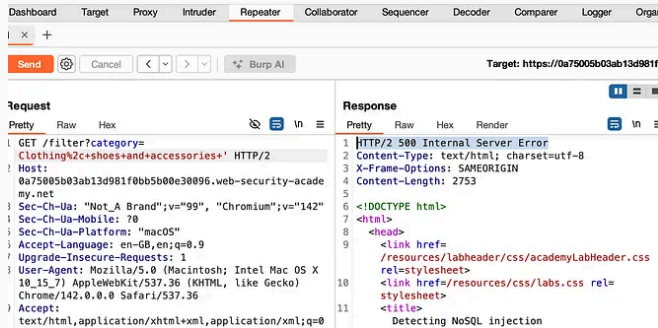 Dashboard Target Proxy Intruder Repeater Collaborator Sequencer Decoder Comparer Logger
× +
Send Cancel < > Burp AI Target: https://0a75005b03ab13d981f
Request
Pretty Raw Hex \n
1 GET /filter?category=
Clothing%2c+shoes+and+accessories+' HTTP/2
2 Host:
0a75005b03ab13d981f0bb5b00e30096.web-security-acade
my.net
3 Sec-Ch-Ua: "Not_A Brand";v="99", "Chromium";v="142"
4 Sec-Ch-Ua-Mobile: ?0
5 Sec-Ch-Ua-Platform: "macOS"
6 Accept-Language: en-GB,en;q=0.9
7 Upgrade-Insecure-Requests: 1
8 User-Agent: Mozilla/5.0 (Macintosh; Intel Mac OS X
10_15_7) AppleWebKit/537.36 (KHTML, like Gecko)
Chrome/142.0.0.0 Safari/537.36
9 Accept:
text/html,application/xhtml+xml,application/xml;q=0
Response
Pretty Raw Hex Render \n
1 HTTP/2 500 Internal Server Error
2 Content-Type: text/html; charset=utf-8
3 X-Frame-Options: SAMEORIGIN
4 Content-Length: 2753
5
6 <!DOCTYPE html>
7 <html>
8 <head>
9 <link href=
/resources/labheader/css/academyLabHeader.css
rel=stylesheet>
10 <link href=/resources/css/labs.css rel=
stylesheet>
11 <title>
Detecting NoSQL injection